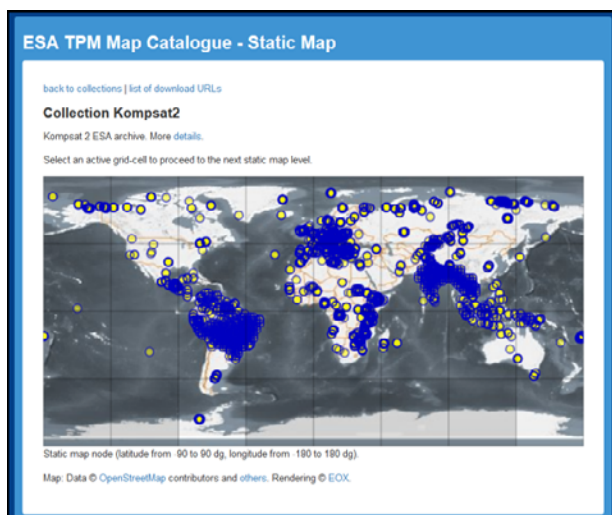 ESA TPM Map Catalogue - Static Map
back to collections | list of download URLs
Collection Kompsat2
Kompsat 2 ESA archive. More details.
Select an active grid-cell to proceed to the next static map level.
Static map node (latitude from -90 to 90 dg, longitude from -180 to 180 dg).
Map: Data © OpenStreetMap contributors and others. Rendering © EOX.